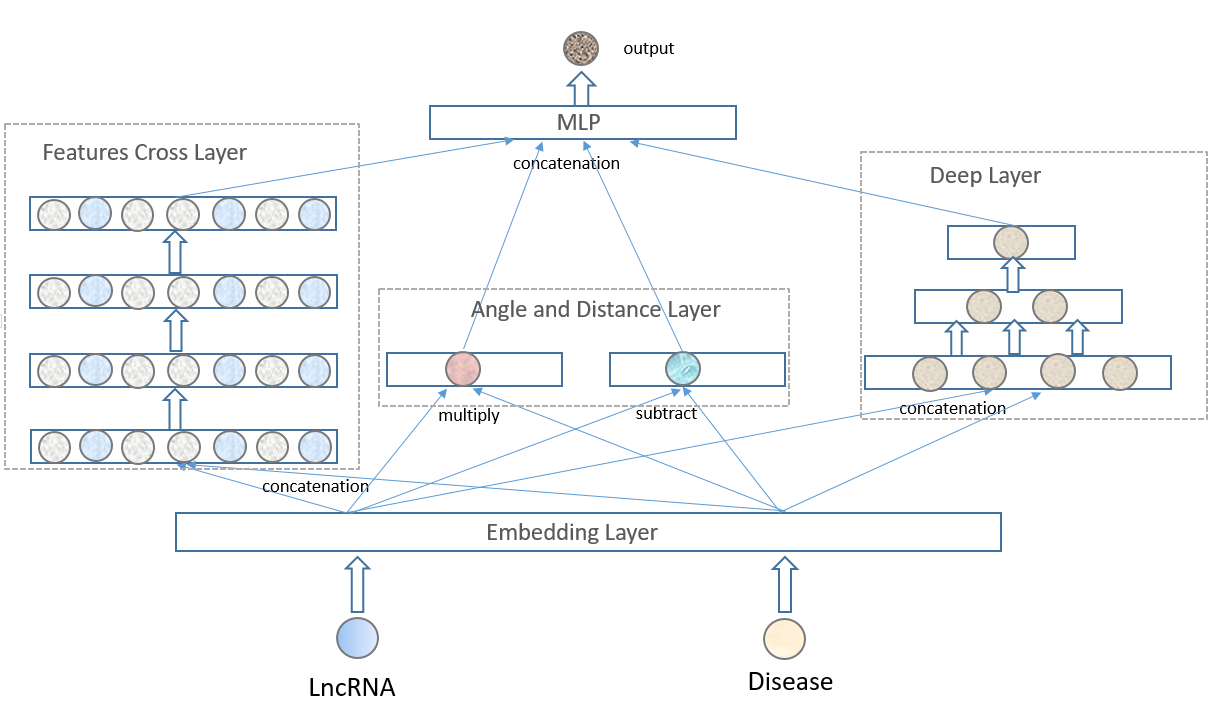 output
MLP
Features Cross Layer
concatenation
Deep Layer
Angle and Distance Layer
multiply
subtract
concatenation
concatenation
Embedding Layer
LncRNA
Disease